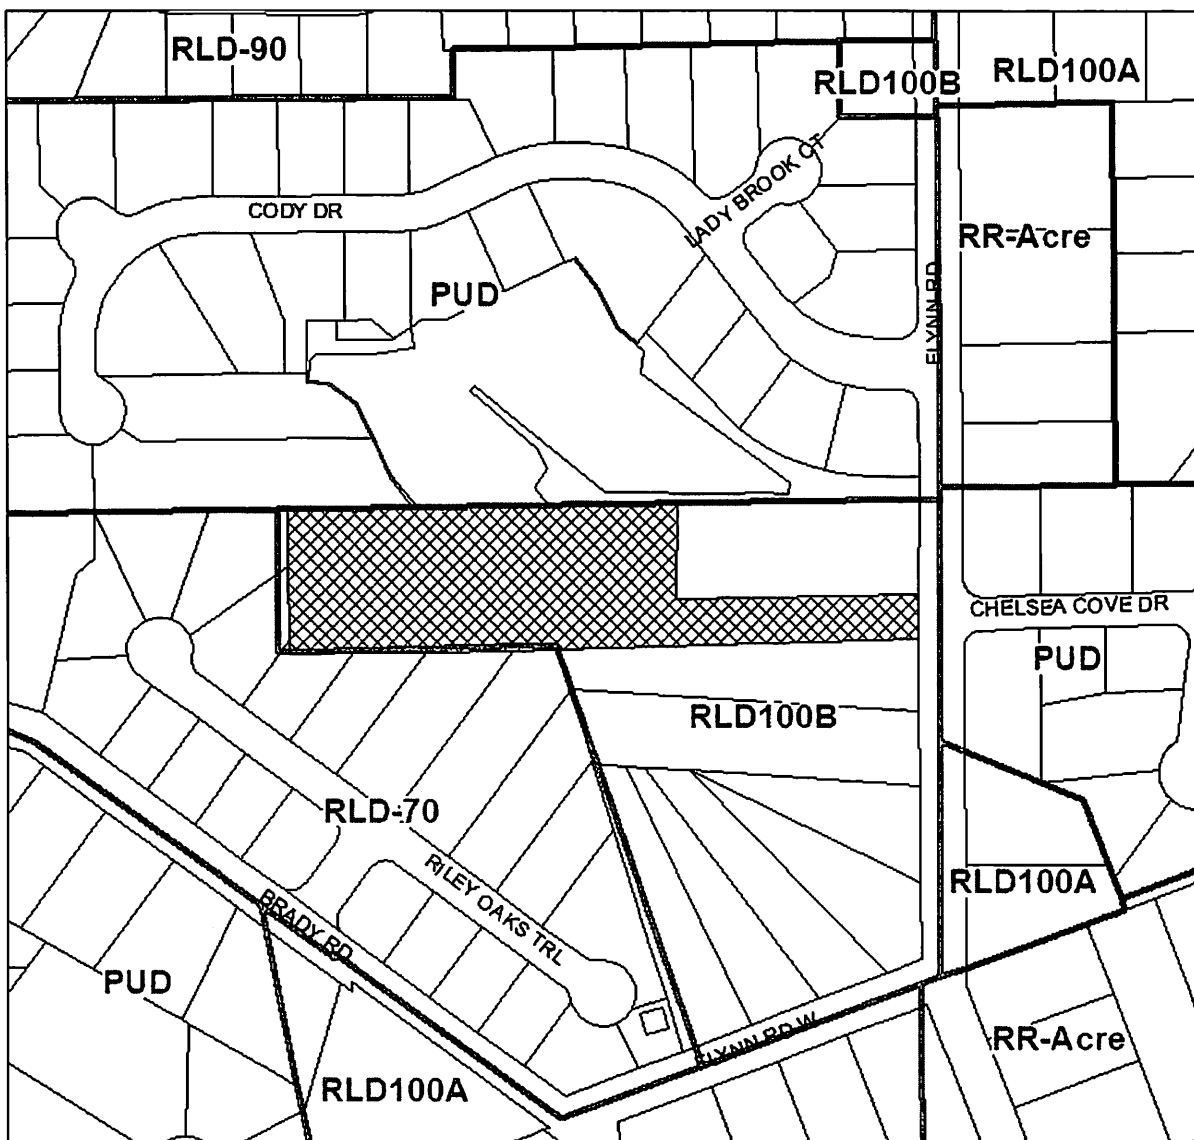 RLD-90
RLD100B
RLD100A
LADY BROOK CT
CODY DR
RR-Acre
PUD
FLYNN RD
CHELSEA COVE DR
PUD
RLD100B
RLD-70
RILEY OAKS TRL
RLD100A
BRADY RD
PUD
FLYNN RD W
RR-Acre
RLD100A